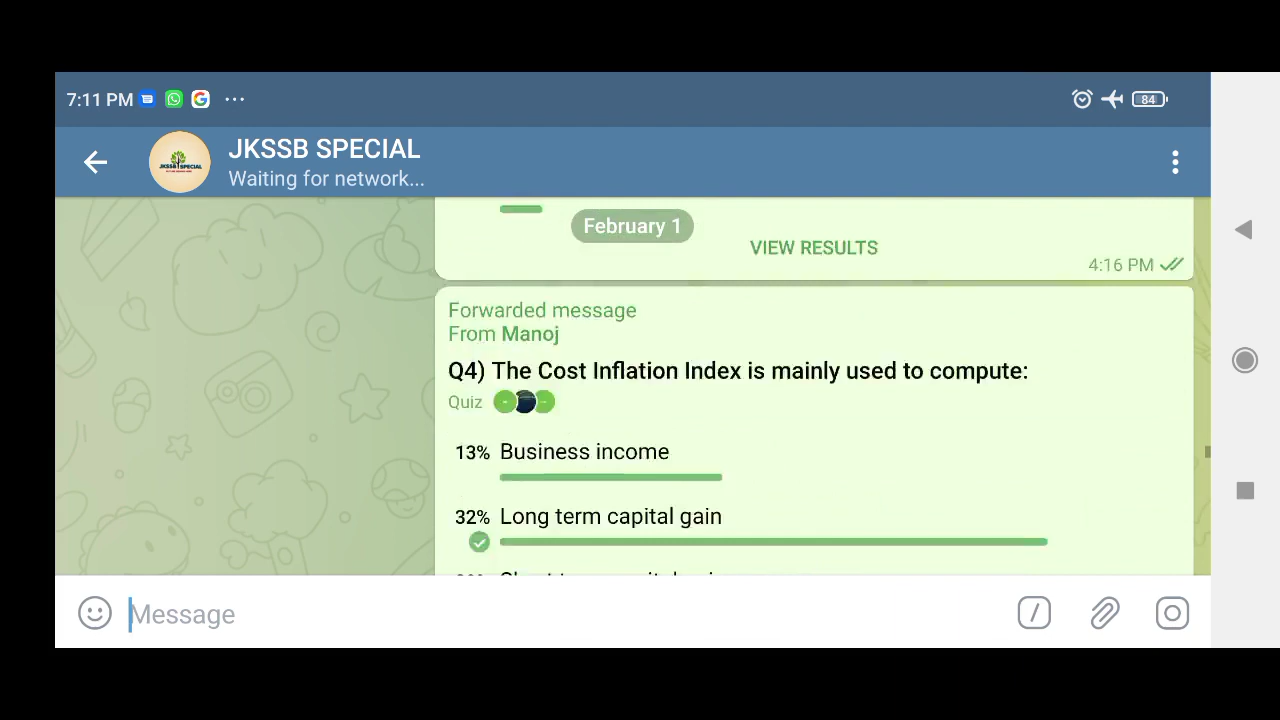 7:11 PM
84
JKSSB SPECIAL
Waiting for network...
February 1
VIEW RESULTS
4:16 PM
Forwarded message
From Manoj
Q4) The Cost Inflation Index is mainly used to compute:
Quiz
13% Business income
32% Long term capital gain
Message